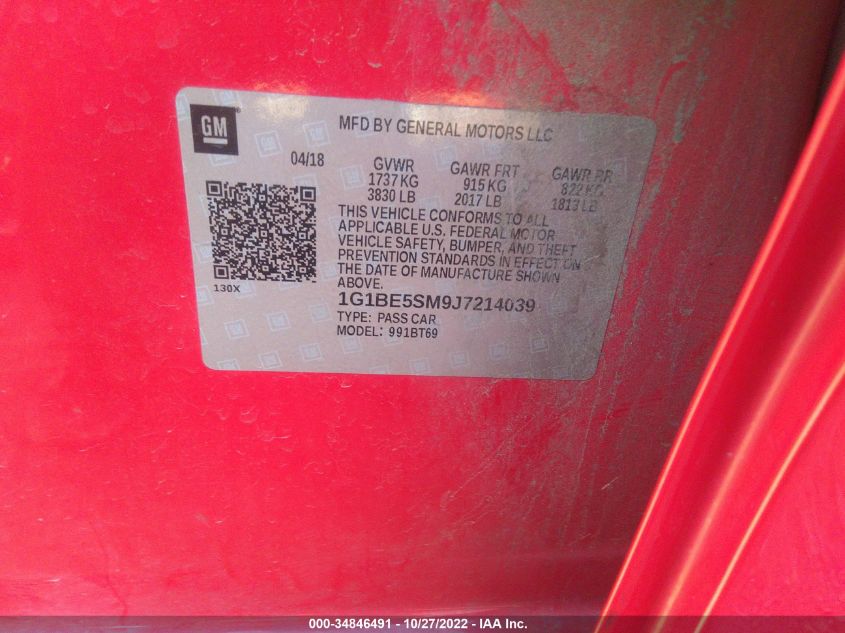 GM
MFD BY GENERAL MOTORS LLC
04/18 GVWR GAWR FRT GAWR RR
1737 KG 915 KG 822 KG
3830 LB 2017 LB 1813 LB
THIS VEHICLE CONFORMS TO ALL
APPLICABLE U.S. FEDERAL MOTOR
VEHICLE SAFETY, BUMPER, AND THEFT
PREVENTION STANDARDS IN EFFECT ON
THE DATE OF MANUFACTURE SHOWN
ABOVE.
130X
1G1BE5SM9J7214039
TYPE: PASS CAR
MODEL: 991BT69
000-34846491 - 10/27/2022 - IAA Inc.